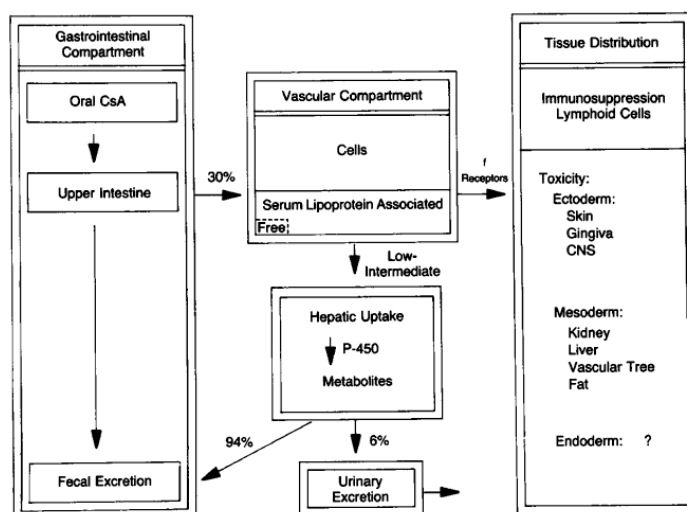 Gastrointestinal
Compartment
Oral CsA
Upper Intestine
Fecal Excretion
30%
Vascular Compartment
Cells
Serum Lipoprotein Associated
Free
Low-
Intermediate
Hepatic Uptake
P-450
Metabolites
94%
6%
Urinary
Excretion
f
Receptors
Tissue Distribution
Immunosuppression
Lymphoid Cells
Toxicity:
Ectoderm:
Skin
Gingiva
CNS
Mesoderm:
Kidney
Liver
Vascular Tree
Fat
Endoderm: ?